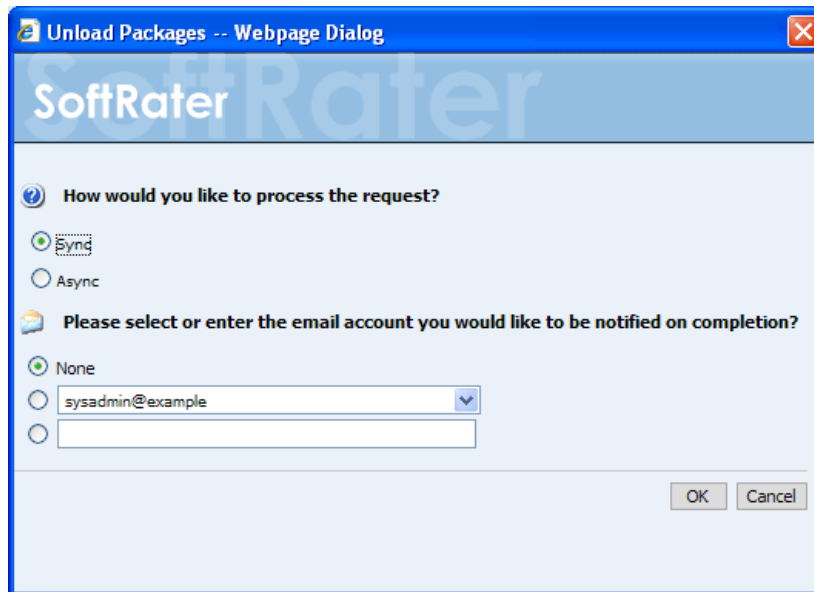 Unload Packages -- Webpage Dialog
SoftRater
SoftRater
How would you like to process the request?
Sync
Async
Please select or enter the email account you would like to be notified on completion?
None
sysadmin@example
OK Cancel